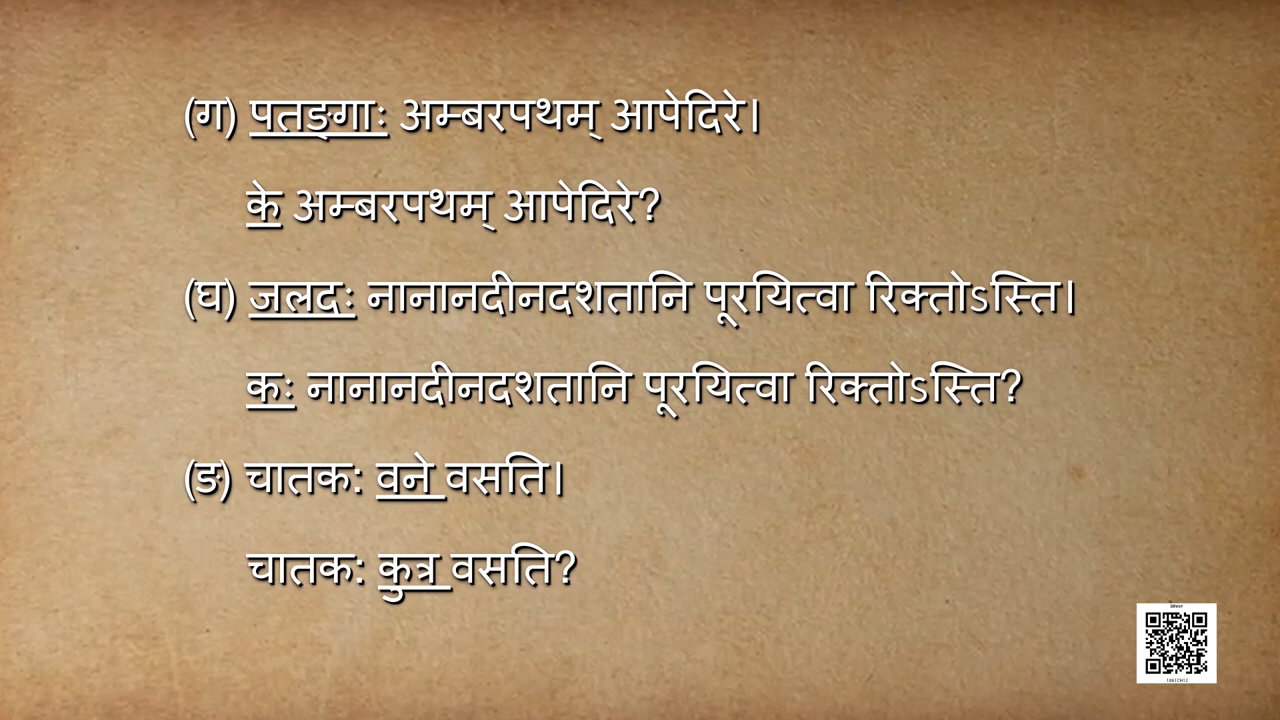 (ग) पतङ्गाः अम्बरपथम् आपेदिरे।
के अम्बरपथम् आपेदिरे?
(घ) जलदः नानानदीनदशतानि पूरयित्वा रिक्तोऽस्ति।
कः नानानदीनदशतानि पूरयित्वा रिक्तोऽस्ति?
(ङ) चातक: वने वसति।
चातक: कुत्र वसति?